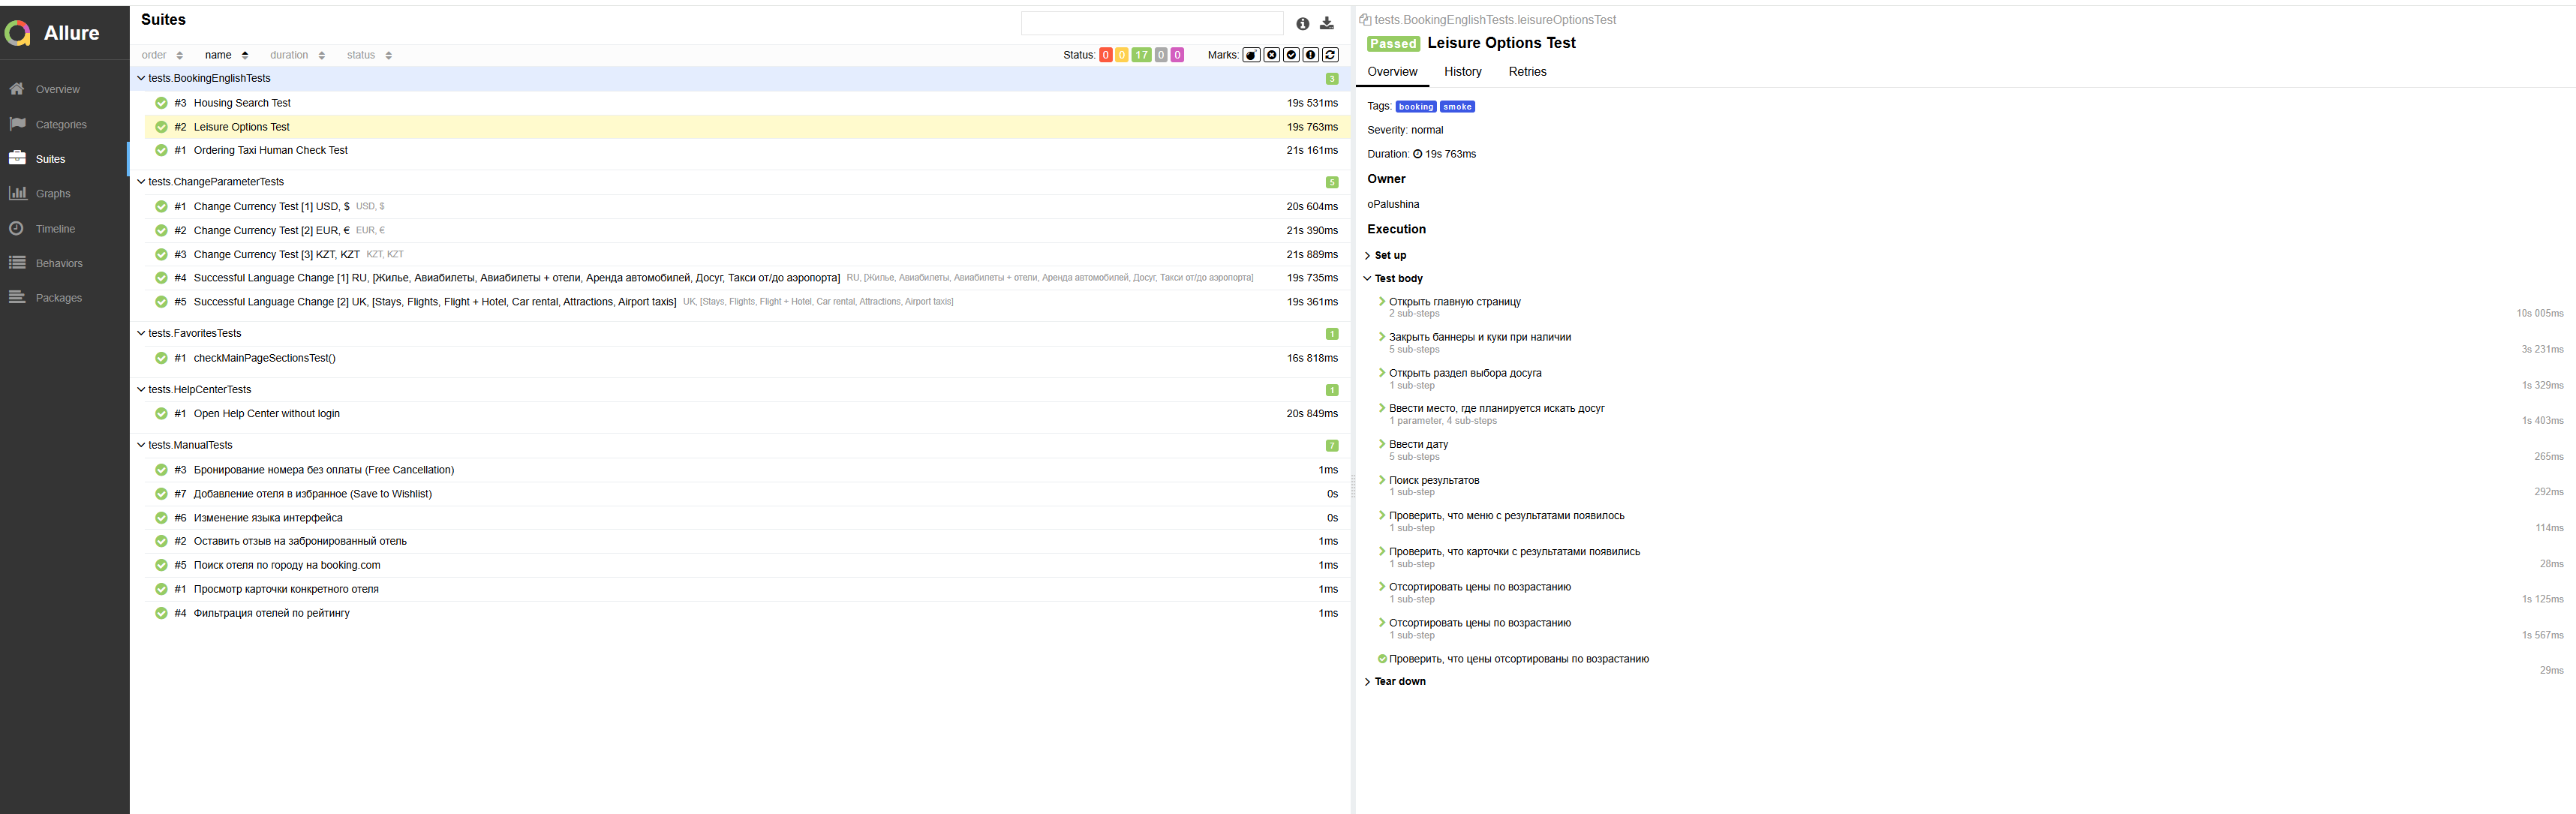 Allure
Overview
Categories
Suites
Graphs
Timeline
Behaviors
Packages
Suites
order name duration status Status: 0 0 17 0 0 Marks:
tests.BookingEnglishTests 3
#3 Housing Search Test 19s 531ms
#2 Leisure Options Test 19s 763ms
#1 Ordering Taxi Human Check Test 21s 161ms
tests.ChangeParameterTests 5
#1 Change Currency Test [1] USD, $ USD, $ 20s 604ms
#2 Change Currency Test [2] EUR, € EUR, € 21s 390ms
#3 Change Currency Test [3] KZT, KZT KZT, KZT 21s 889ms
#4 Successful Language Change [1] RU, [Жилье, Авиабилеты, Авиабилеты + отели, Аренда автомобилей, Досуг, Такси от/до аэропорта] RU, [Жилье, Авиабилеты, Авиабилеты + отели, Аренда автомобилей, Досуг, Такси от/до аэропорта] 19s 735ms
#5 Successful Language Change [2] UK, [Stays, Flights, Flight + Hotel, Car rental, Attractions, Airport taxis] UK, [Stays, Flights, Flight + Hotel, Car rental, Attractions, Airport taxis] 19s 361ms
tests.FavoritesTests 1
#1 checkMainPageSectionsTest() 16s 818ms
tests.HelpCenterTests 1
#1 Open Help Center without login 20s 849ms
tests.ManualTests 7
#3 Бронирование номера без оплаты (Free Cancellation) 1ms
#7 Добавление отеля в избранное (Save to Wishlist) 0s
#6 Изменение языка интерфейса 0s
#2 Оставить отзыв на забронированный отель 1ms
#5 Поиск отеля по городу на booking.com 1ms
#1 Просмотр карточки конкретного отеля 1ms
#4 Фильтрация отелей по рейтингу 1ms
tests.BookingEnglishTests.leisureOptionsTest
Passed Leisure Options Test
Overview History Retries
Tags: booking smoke
Severity: normal
Duration: 19s 763ms
Owner
oPalushina
Execution
Set up
Test body
Открыть главную страницу
2 sub-steps 10s 005ms
Закрыть баннеры и куки при наличии
5 sub-steps 3s 231ms
Открыть раздел выбора досуга
1 sub-step 1s 329ms
Ввести место, где планируется искать досуг
1 parameter, 4 sub-steps 1s 403ms
Ввести дату
5 sub-steps 265ms
Поиск результатов
1 sub-step 292ms
Проверить, что меню с результатами появилось
1 sub-step 114ms
Проверить, что карточки с результатами появились
1 sub-step 28ms
Отсортировать цены по возрастанию
1 sub-step 1s 125ms
Отсортировать цены по возрастанию
1 sub-step 1s 567ms
Проверить, что цены отсортированы по возрастанию
29ms
Tear down